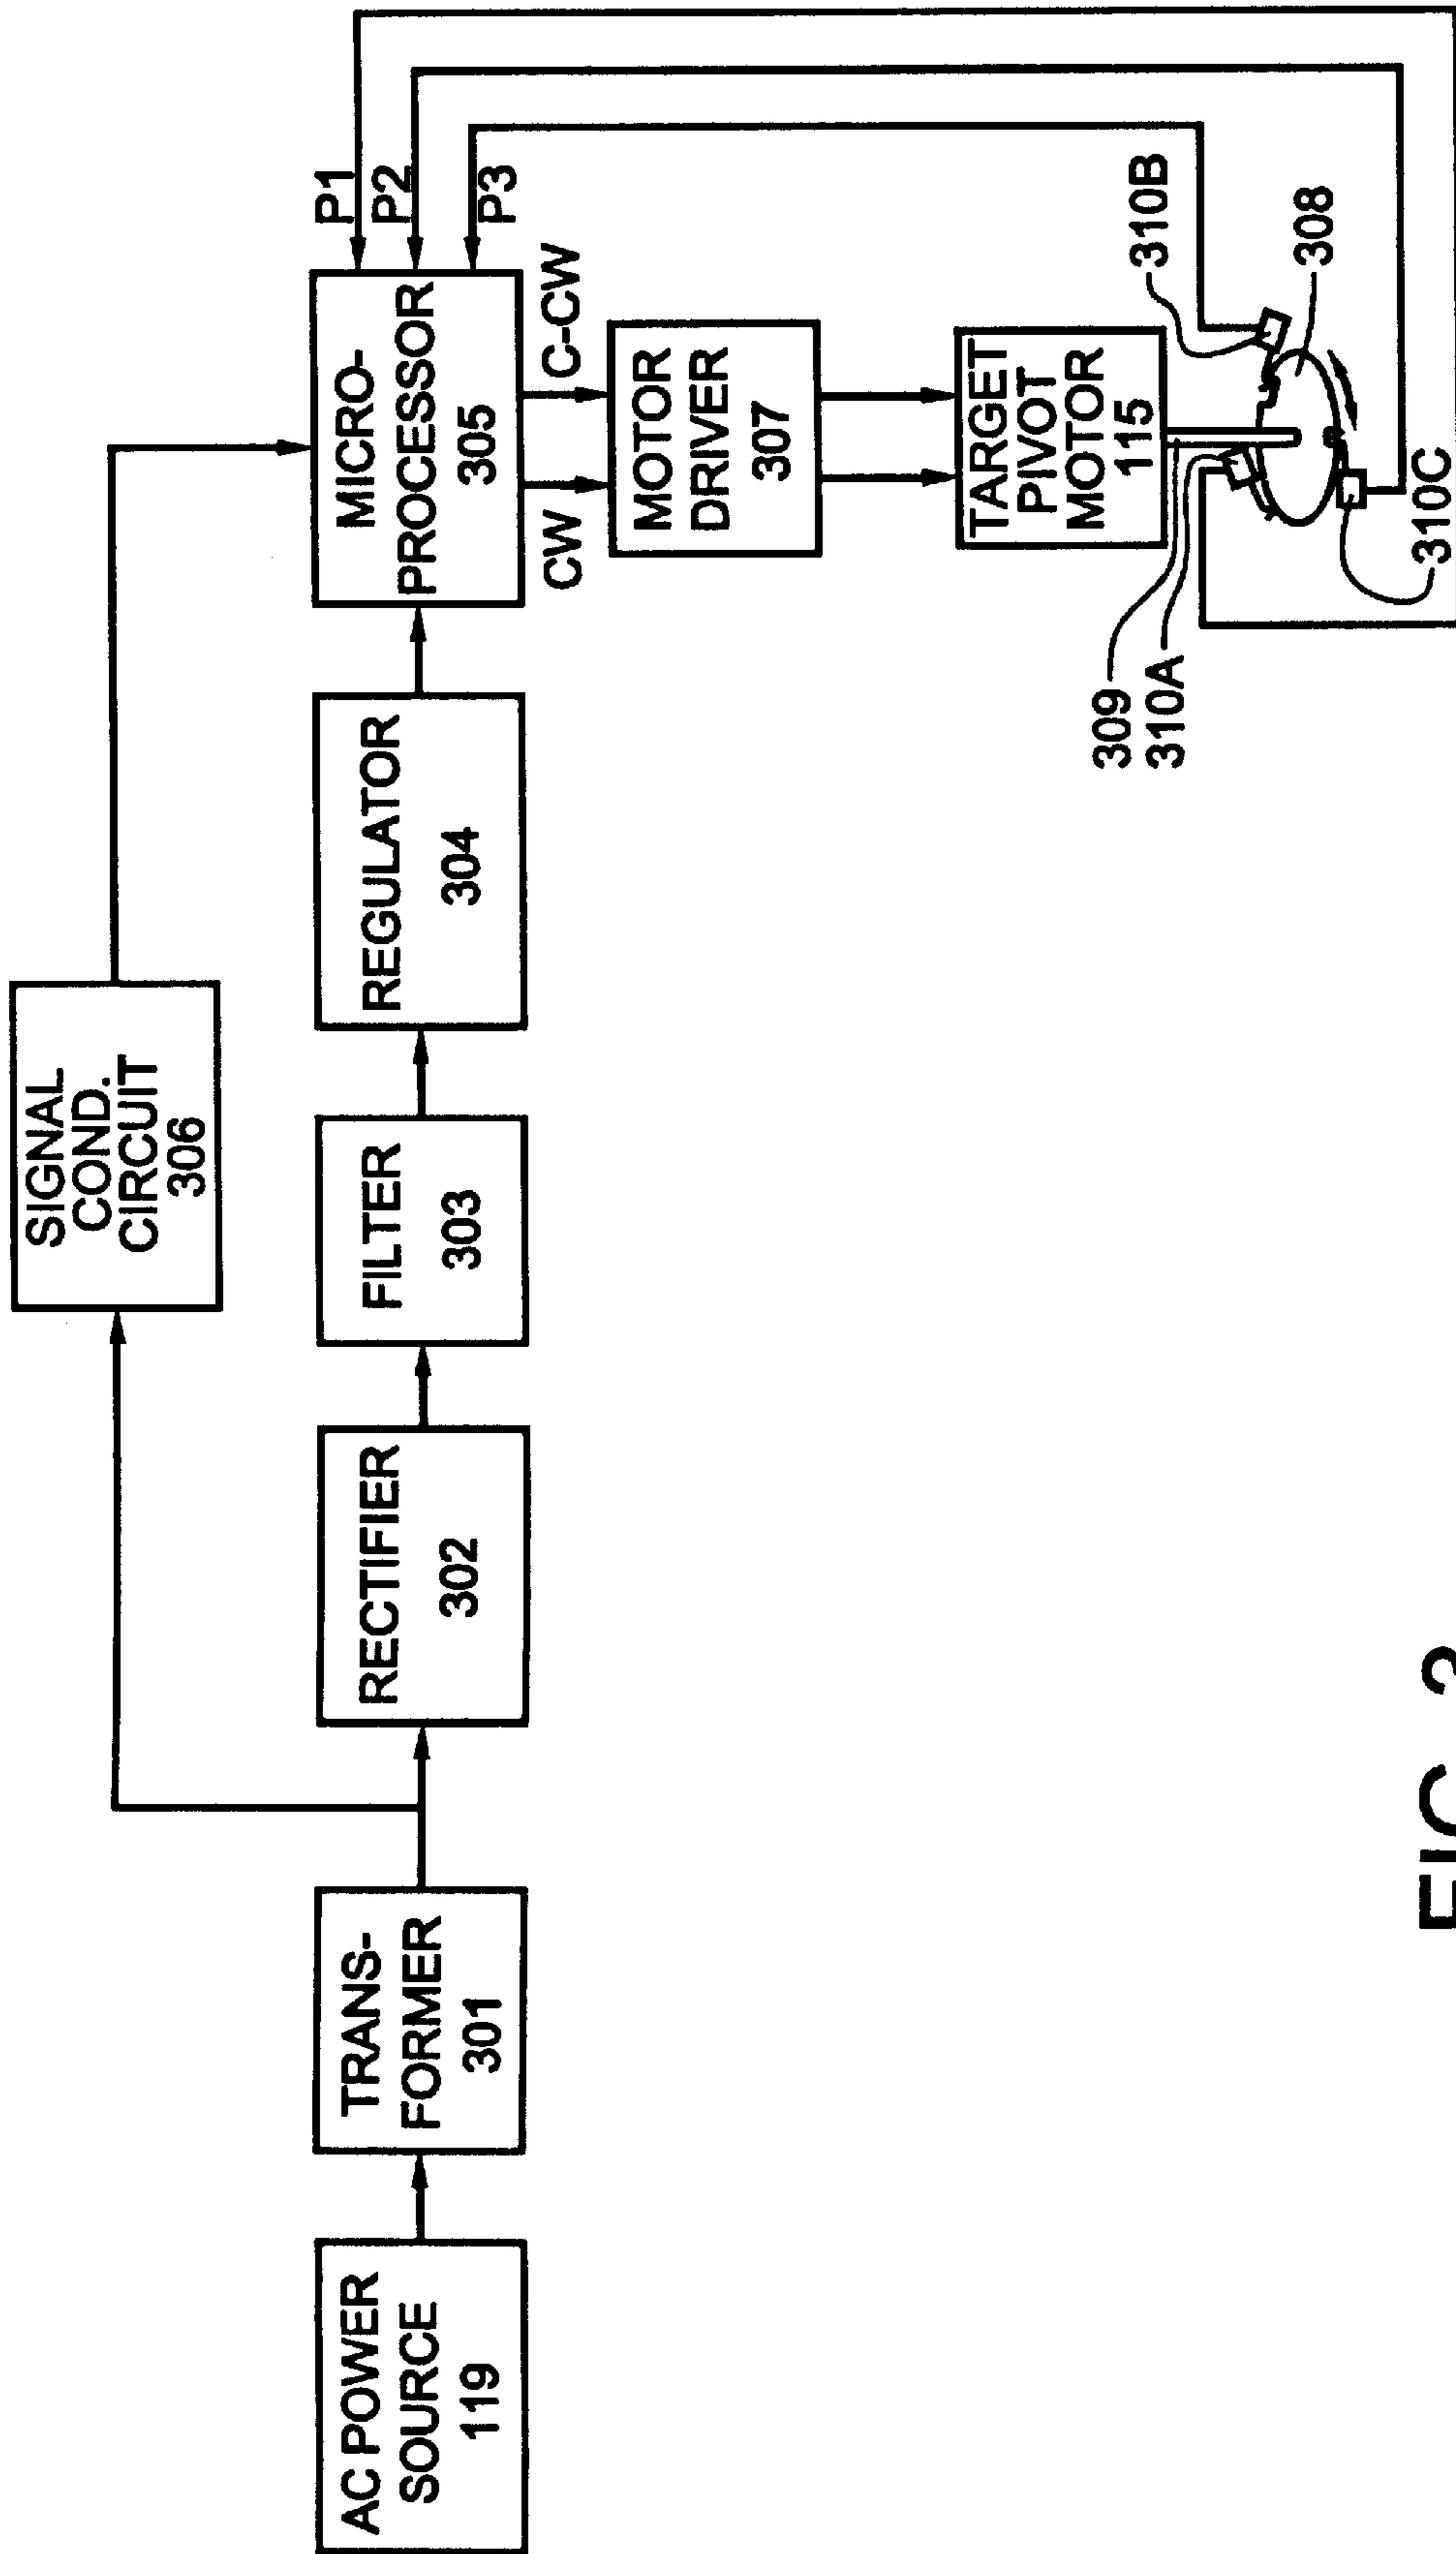 SIGNAL
COND.
CIRCUIT
306
AC POWER
SOURCE
119
TRANS-
FORMER
301
RECTIFIER
302
FILTER
303
REGULATOR
304
MICRO-
PROCESSOR
305
P1
P2
P3
CW
C-CW
MOTOR
DRIVER
307
TARGET
PIVOT
MOTOR
115
309
310A
310B
308
310C
FIG.